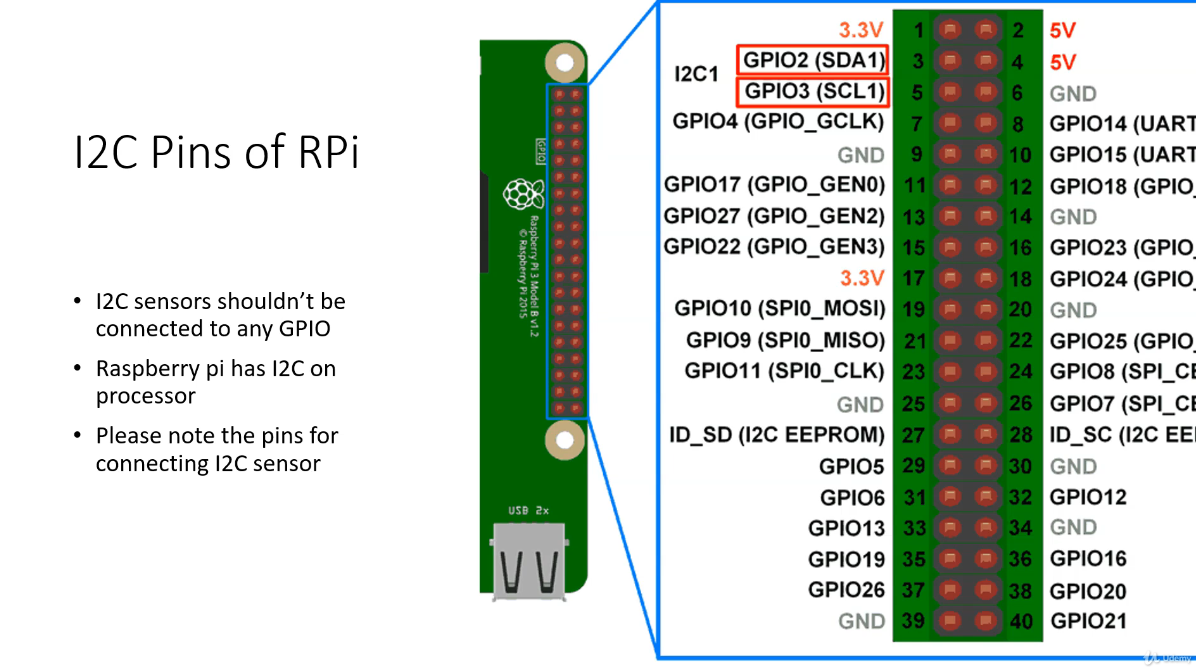 I2C Pins of RPi
• I2C sensors shouldn't be
connected to any GPIO
• Raspberry pi has I2C on
processor
• Please note the pins for
connecting I2C sensor
GPIO
Raspberry Pi 3 Model B v1.2
© Raspberry Pi 2015
USB 2x
I2C1
3.3V 1 2 5V
GPIO2 (SDA1) 3 4 5V
GPIO3 (SCL1) 5 6 GND
GPIO4 (GPIO_GCLK) 7 8 GPIO14 (UART
GND 9 10 GPIO15 (UART
GPIO17 (GPIO_GEN0) 11 12 GPIO18 (GPIO_
GPIO27 (GPIO_GEN2) 13 14 GND
GPIO22 (GPIO_GEN3) 15 16 GPIO23 (GPIO_
3.3V 17 18 GPIO24 (GPIO_
GPIO10 (SPI0_MOSI) 19 20 GND
GPIO9 (SPI0_MISO) 21 22 GPIO25 (GPIO_
GPIO11 (SPI0_CLK) 23 24 GPIO8 (SPI_CE
GND 25 26 GPIO7 (SPI_CE
ID_SD (I2C EEPROM) 27 28 ID_SC (I2C EE
GPIO5 29 30 GND
GPIO6 31 32 GPIO12
GPIO13 33 34 GND
GPIO19 35 36 GPIO16
GPIO26 37 38 GPIO20
GND 39 40 GPIO21
Udemy